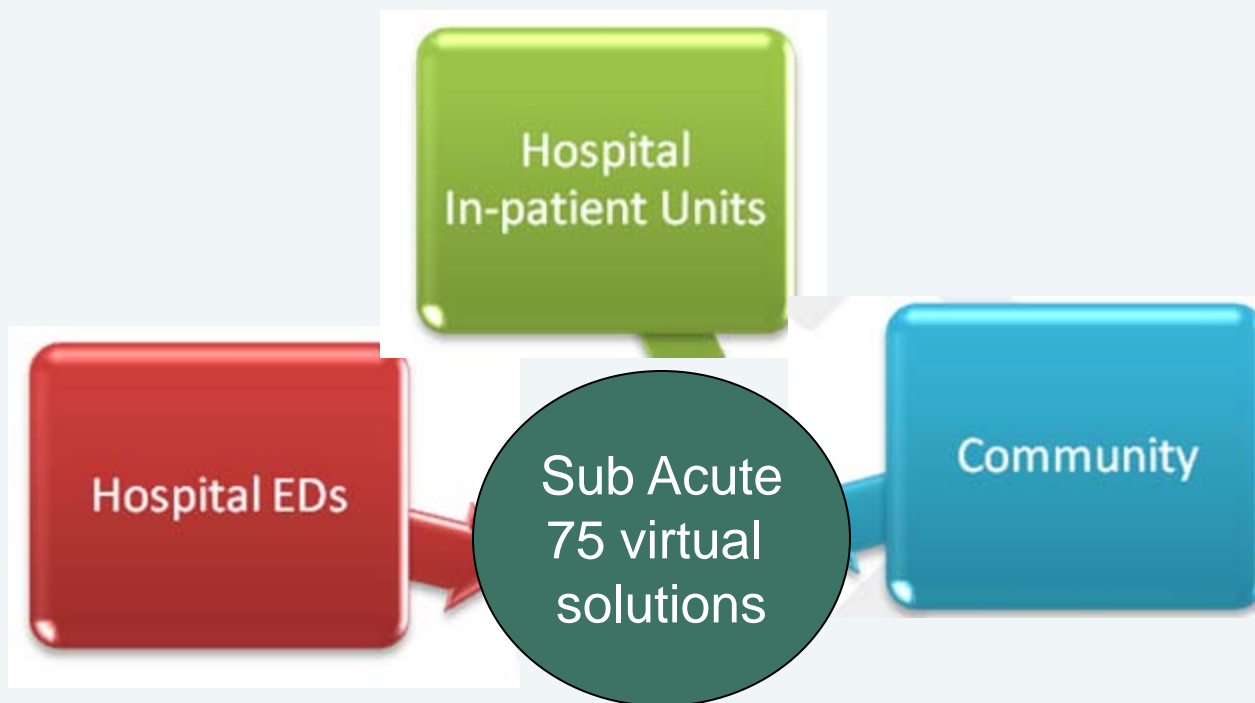 Hospital
In-patient Units
Hospital EDs
Community
Sub Acute
75 virtual
solutions